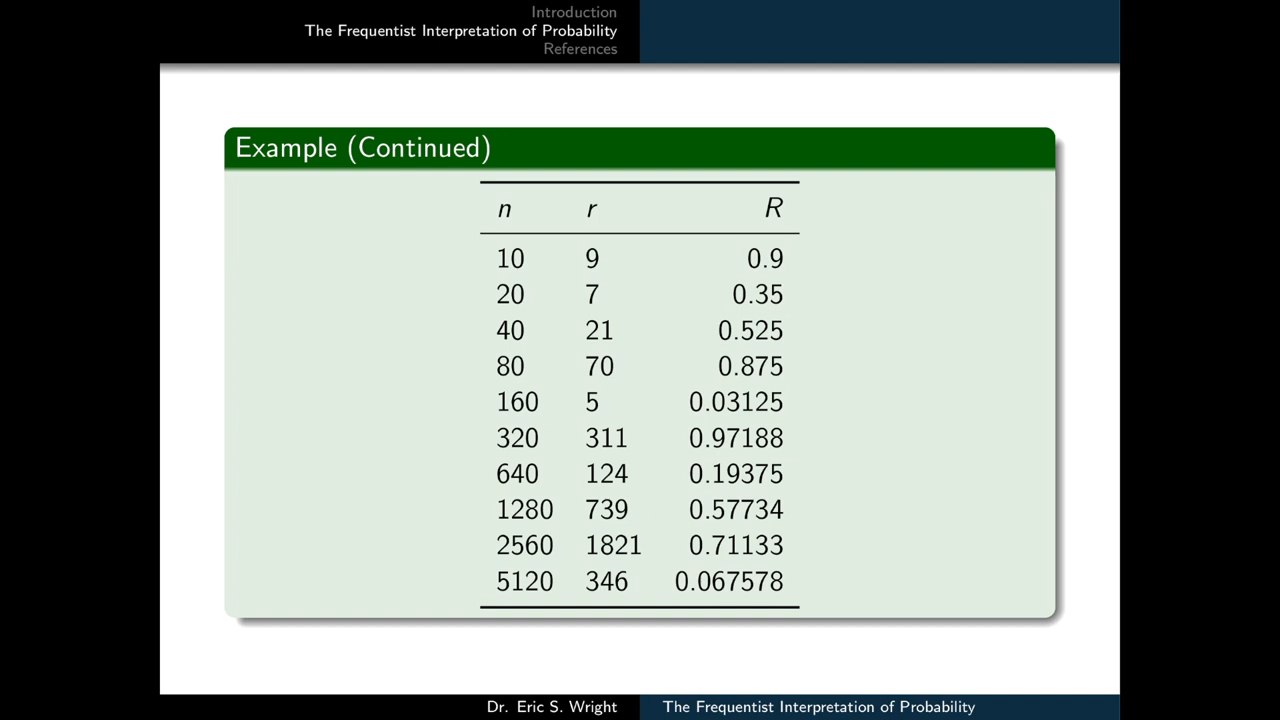 Introduction
The Frequentist Interpretation of Probability
References
Example (Continued)
n r R
10 9 0.9
20 7 0.35
40 21 0.525
80 70 0.875
160 5 0.03125
320 311 0.97188
640 124 0.19375
1280 739 0.57734
2560 1821 0.71133
5120 346 0.067578
Dr. Eric S. Wright The Frequentist Interpretation of Probability